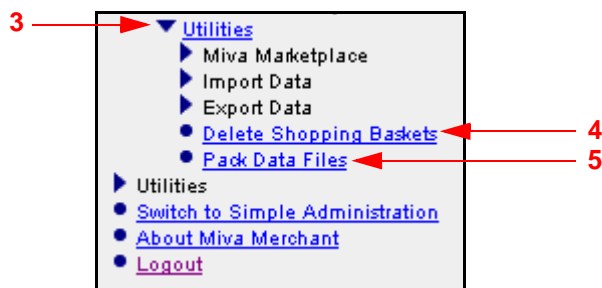 3 Utilities
Miva Marketplace
Import Data
Export Data
Delete Shopping Baskets 4
Pack Data Files 5
Utilities
Switch to Simple Administration
About Miva Merchant
Logout